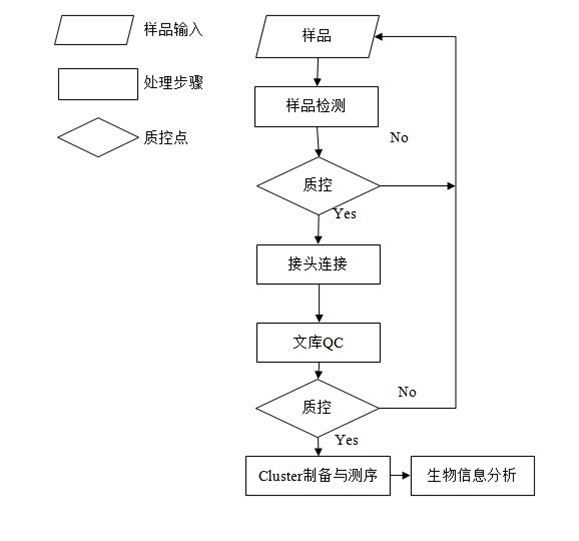 样品输入
处理步骤
质控点
样品
样品检测
No
质控
Yes
接头连接
文库QC
质控
No
Yes
Cluster制备与测序
生物信息分析